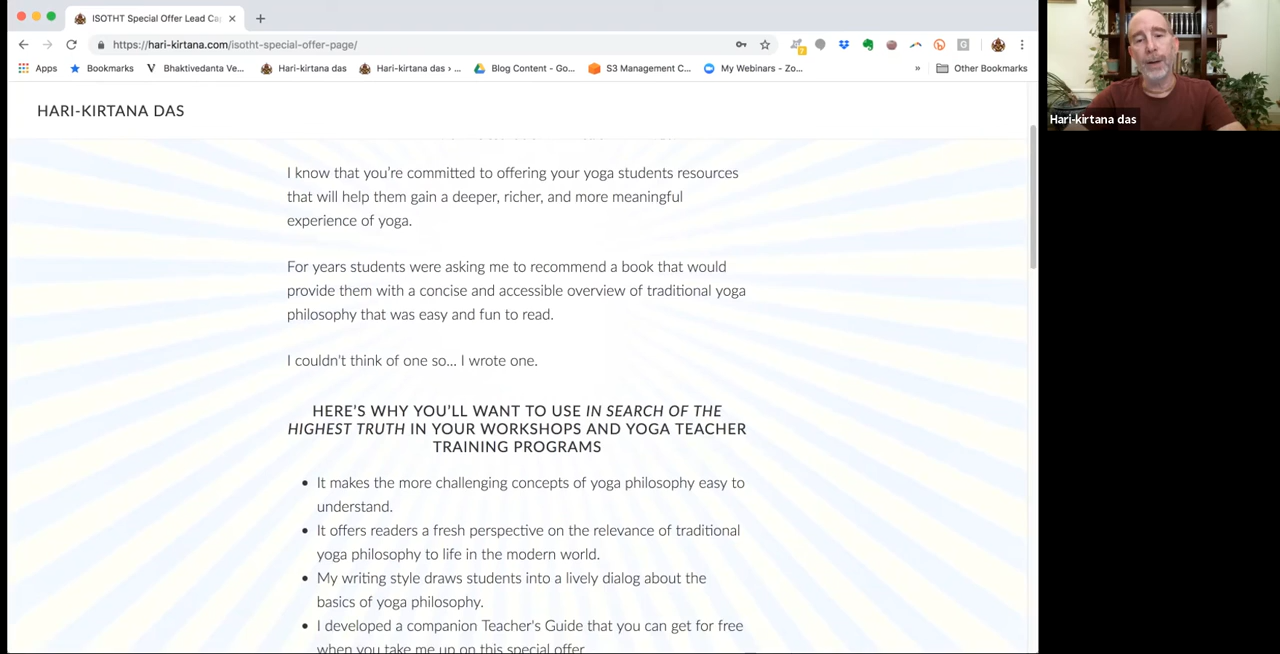 ISOTHT Special Offer Lead Ca
https://hari-kirtana.com/isotht-special-offer-page/
Apps Bookmarks Bhaktivedanta Ve... Hari-kirtana das Hari-kirtana das › ... Blog Content - Go... S3 Management C... My Webinars - Zo... » Other Bookmarks
HARI-KIRTANA DAS
Hari-kirtana das
I know that you're committed to offering your yoga students resources
that will help them gain a deeper, richer, and more meaningful
experience of yoga.
For years students were asking me to recommend a book that would
provide them with a concise and accessible overview of traditional yoga
philosophy that was easy and fun to read.
I couldn't think of one so... I wrote one.
HERE'S WHY YOU'LL WANT TO USE IN SEARCH OF THE
HIGHEST TRUTH IN YOUR WORKSHOPS AND YOGA TEACHER
TRAINING PROGRAMS
• It makes the more challenging concepts of yoga philosophy easy to
understand.
• It offers readers a fresh perspective on the relevance of traditional
yoga philosophy to life in the modern world.
• My writing style draws students into a lively dialog about the
basics of yoga philosophy.
• I developed a companion Teacher's Guide that you can get for free
when you take me up on this special offer.